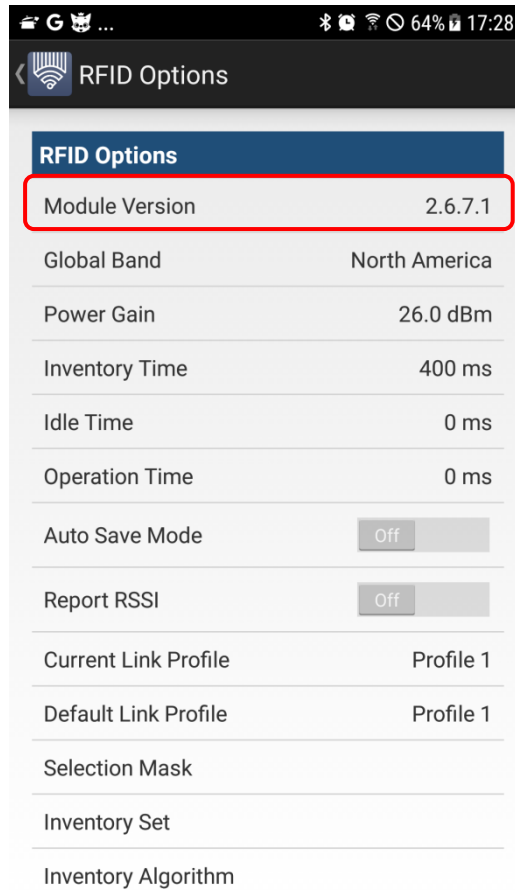 G ... 64% 17:28
RFID Options
RFID Options
Module Version 2.6.7.1
Global Band North America
Power Gain 26.0 dBm
Inventory Time 400 ms
Idle Time 0 ms
Operation Time 0 ms
Auto Save Mode Off
Report RSSI Off
Current Link Profile Profile 1
Default Link Profile Profile 1
Selection Mask
Inventory Set
Inventory Algorithm